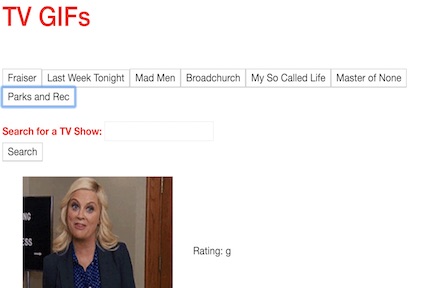 TV GIFs
Fraiser Last Week Tonight Mad Men Broadchurch My So Called Life Master of None
Parks and Rec
Search for a TV Show:
Search
Rating: g